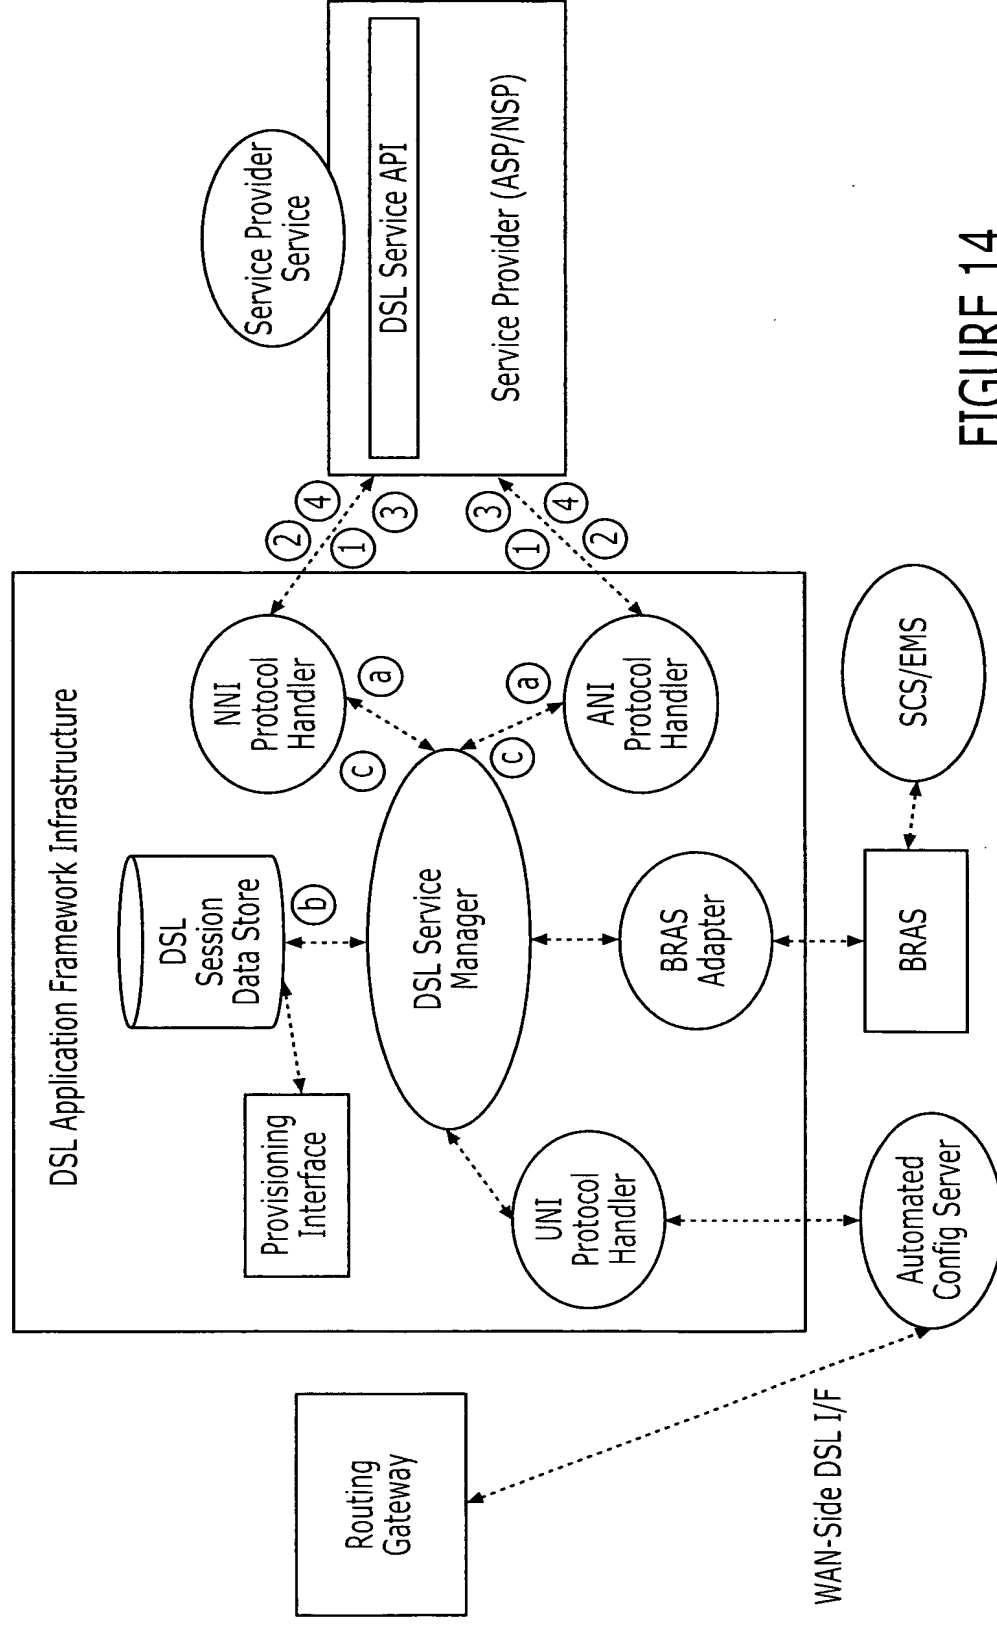 DSL Application Framework Infrastructure
Routing
Gateway
Provisioning
Interface
DSL
Session
Data Store
b
NNI
Protocol
Handler
a
c
2
4
1
3
Service Provider
Service
DSL Service API
Service Provider (ASP/NSP)
DSL Service
Manager
UNI
Protocol
Handler
BRAS
Adapter
ANI
Protocol
Handler
a
c
3
1
4
2
WAN-Side DSL I/F
Automated
Config Server
BRAS
SCS/EMS
FIGURE 14